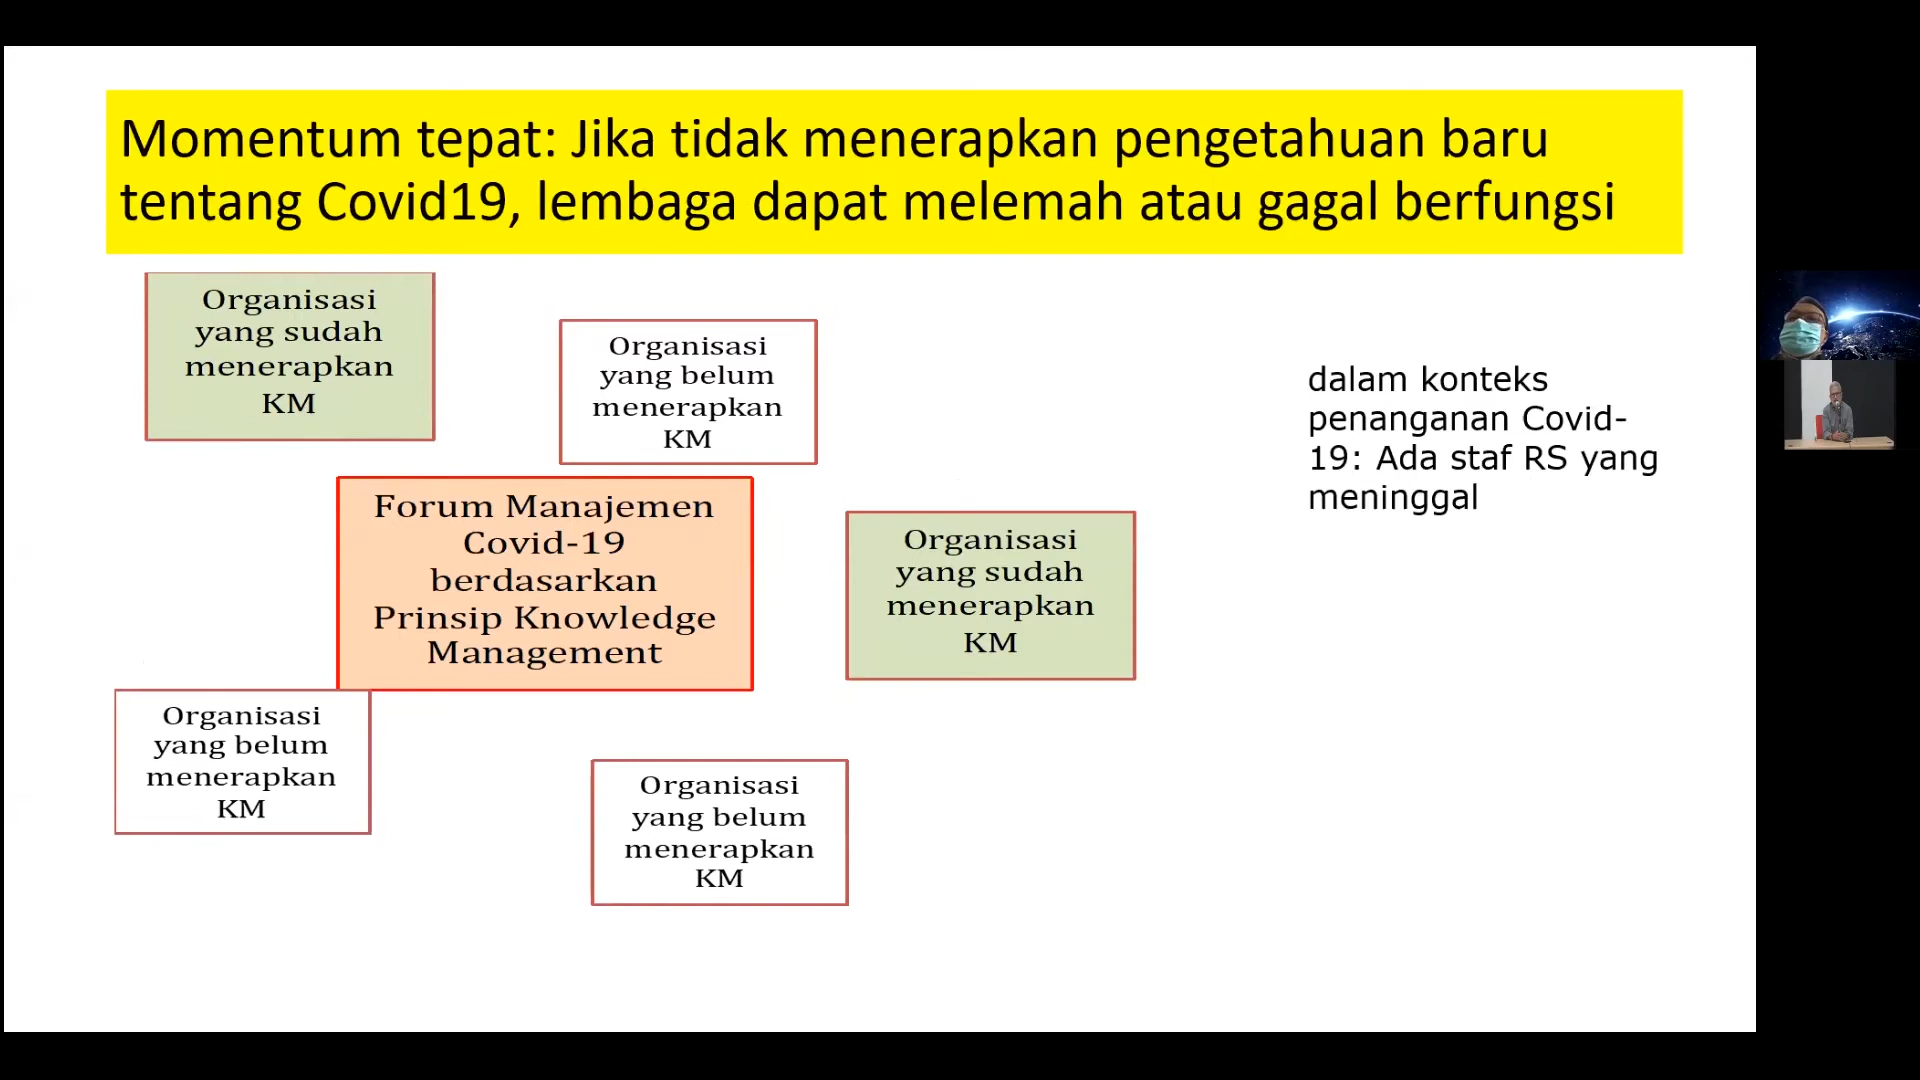 Momentum tepat: Jika tidak menerapkan pengetahuan baru
tentang Covid19, lembaga dapat melemah atau gagal berfungsi
Organisasi
yang sudah
menerapkan
KM
Organisasi
yang belum
menerapkan
KM
dalam konteks
penanganan Covid-
19: Ada staf RS yang
meninggal
Forum Manajemen
Covid-19
berdasarkan
Prinsip Knowledge
Management
Organisasi
yang sudah
menerapkan
KM
Organisasi
yang belum
menerapkan
KM
Organisasi
yang belum
menerapkan
KM